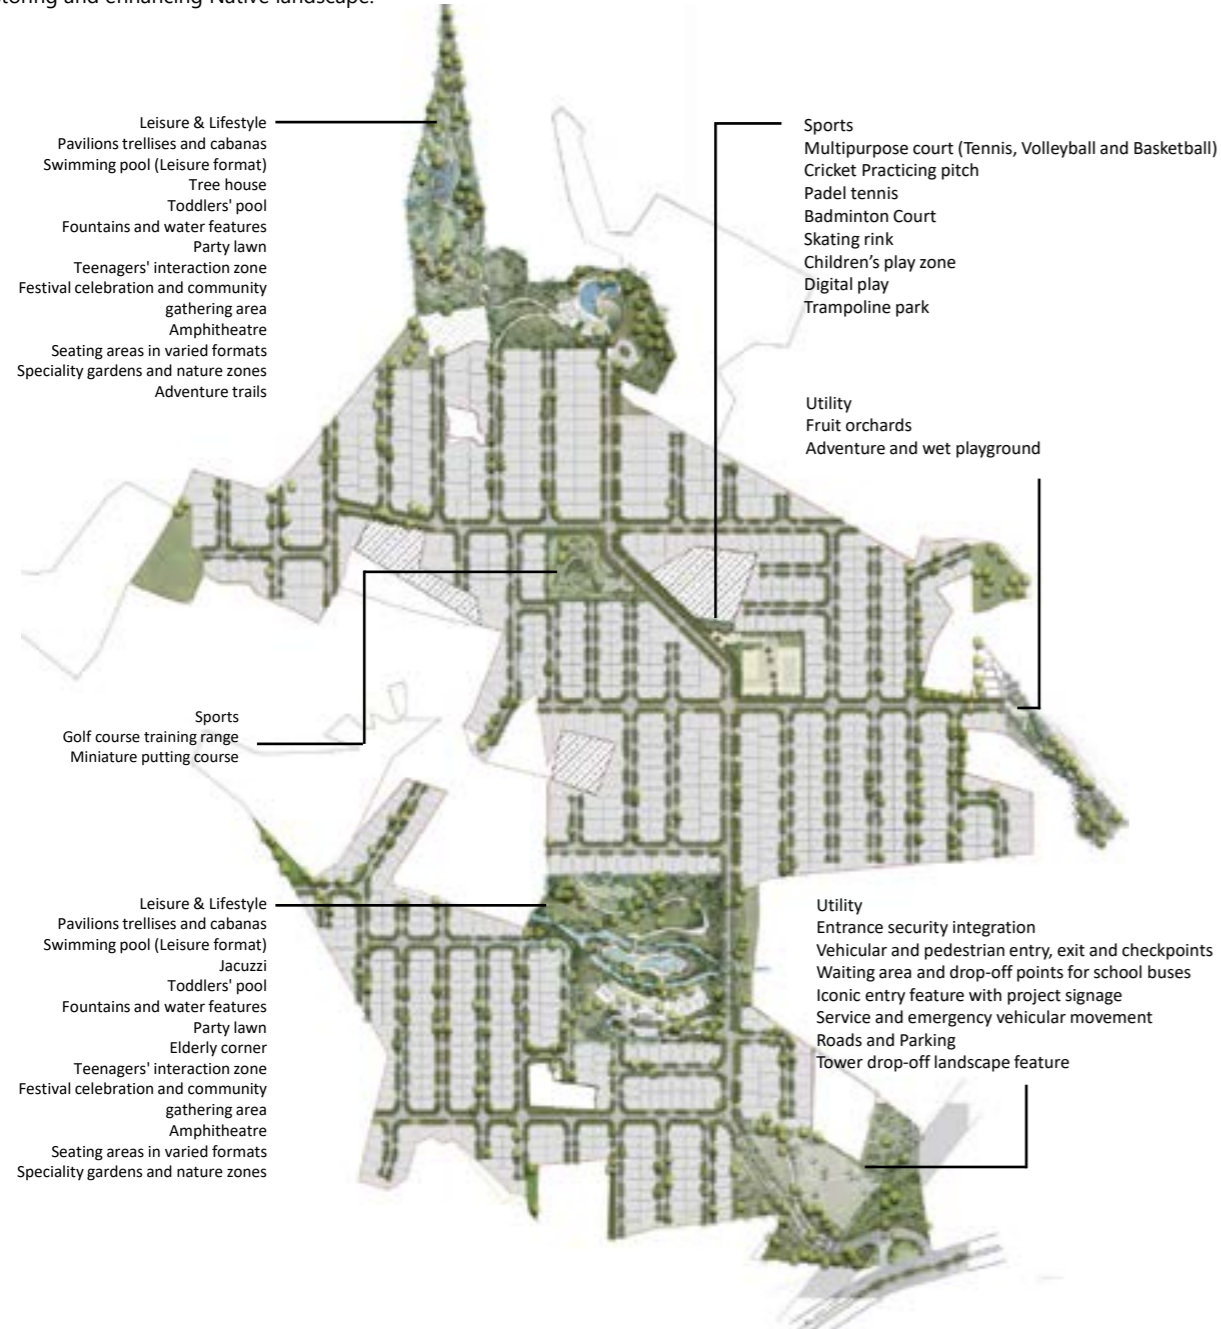 storing and enhancing Native landscape.
Leisure & Lifestyle
Pavilions trellises and cabanas
Swimming pool (Leisure format)
Tree house
Toddlers' pool
Fountains and water features
Party lawn
Teenagers' interaction zone
Festival celebration and community
gathering area
Amphitheatre
Seating areas in varied formats
Speciality gardens and nature zones
Adventure trails
Sports
Multipurpose court (Tennis, Volleyball and Basketball)
Cricket Practicing pitch
Padel tennis
Badminton Court
Skating rink
Children’s play zone
Digital play
Trampoline park
Utility
Fruit orchards
Adventure and wet playground
Sports
Golf course training range
Miniature putting course
Leisure & Lifestyle
Pavilions trellises and cabanas
Swimming pool (Leisure format)
Jacuzzi
Toddlers' pool
Fountains and water features
Party lawn
Elderly corner
Teenagers' interaction zone
Festival celebration and community
gathering area
Amphitheatre
Seating areas in varied formats
Speciality gardens and nature zones
Utility
Entrance security integration
Vehicular and pedestrian entry, exit and checkpoints
Waiting area and drop-off points for school buses
Iconic entry feature with project signage
Service and emergency vehicular movement
Roads and Parking
Tower drop-off landscape feature